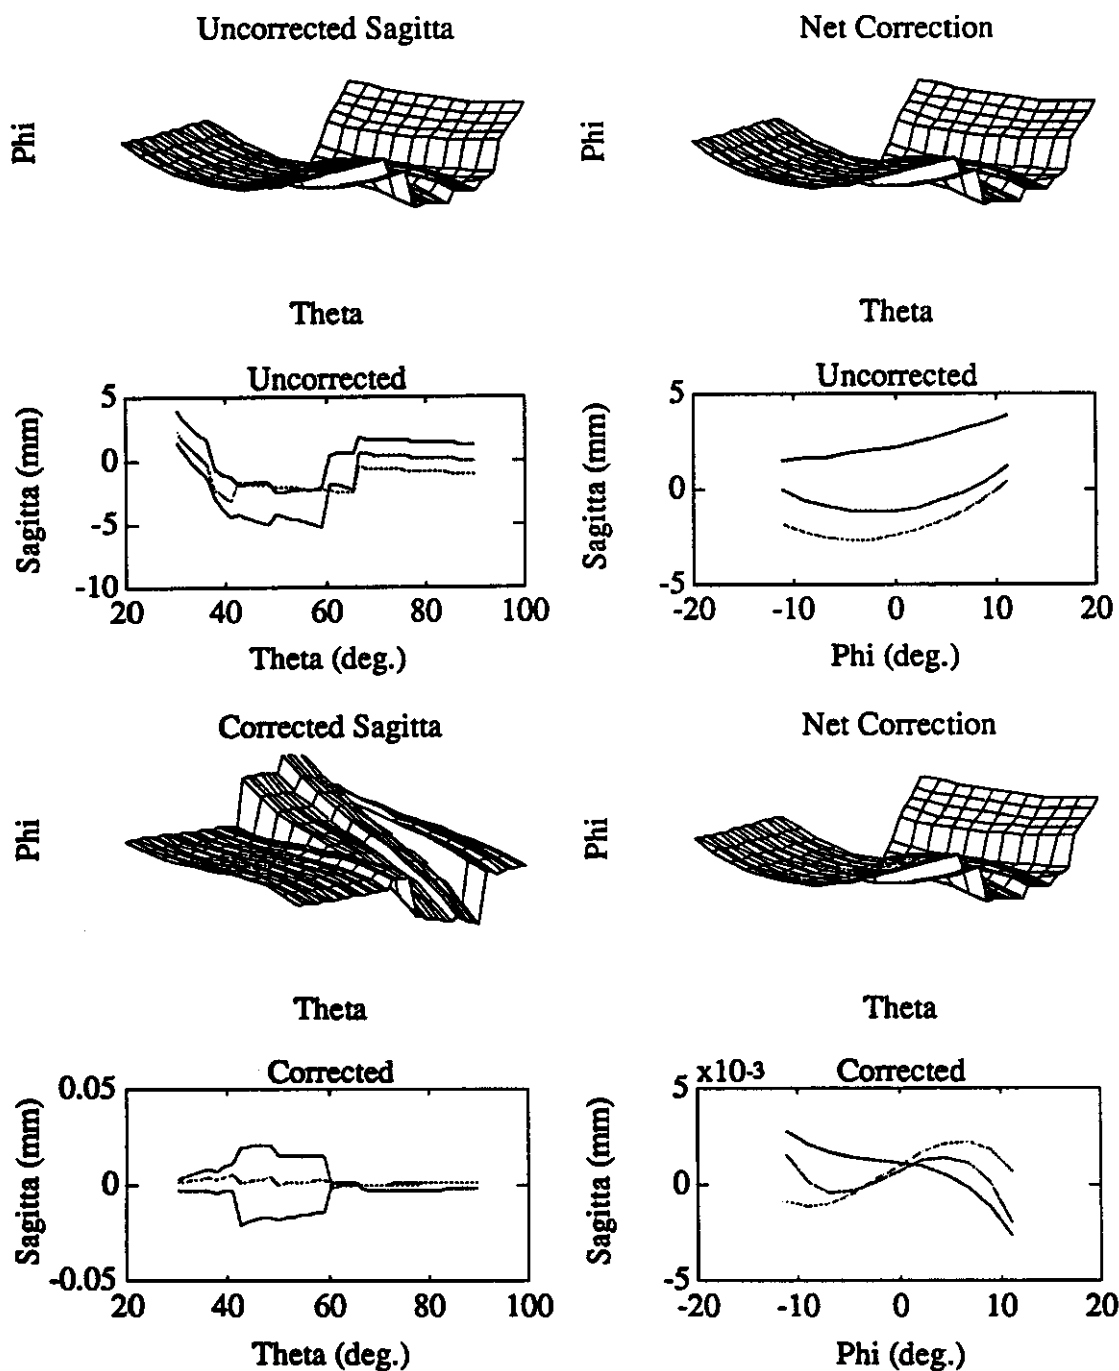 Uncorrected Sagitta
Net Correction
Phi
Phi
Theta
Theta
Uncorrected
Sagitta (mm)
5
0
-5
-10
20 40 60 80 100
Theta (deg.)
Uncorrected
Sagitta (mm)
5
0
-5
-20 -10 0 10 20
Phi (deg.)
Corrected Sagitta
Net Correction
Phi
Phi
Theta
Theta
Corrected
Sagitta (mm)
0.05
0
-0.05
20 40 60 80 100
Theta (deg.)
x10-3 Corrected
Sagitta (mm)
5
0
-5
-20 -10 0 10 20
Phi (deg.)